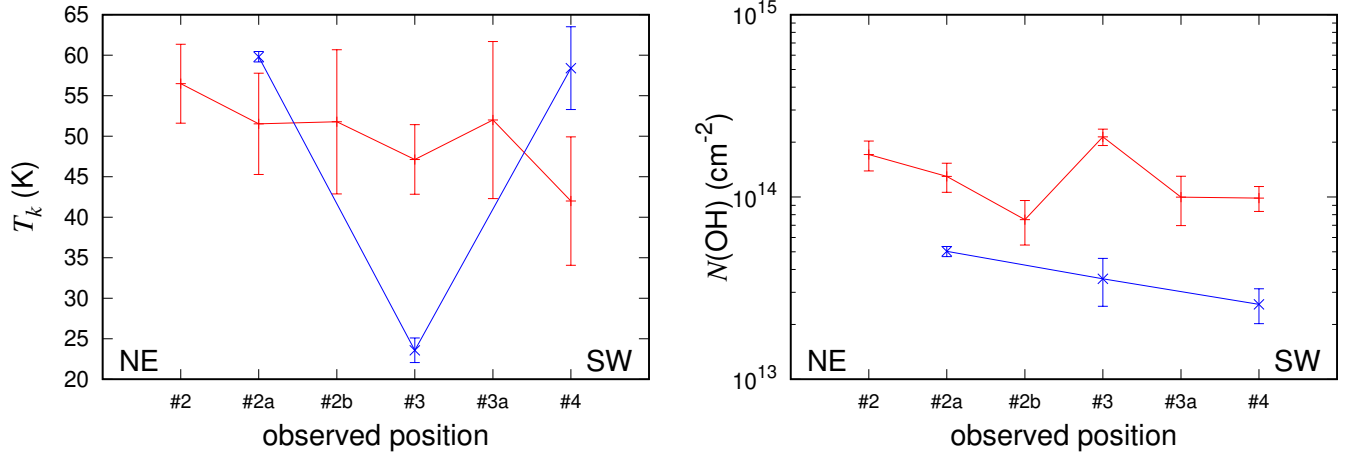 65
60
55
50
45
40
35
30
25
20
T_k (K)
NE
SW
#2 #2a #2b #3 #3a #4
observed position
10^15
10^14
10^13
N(OH) (cm^-2)
NE
SW
#2 #2a #2b #3 #3a #4
observed position